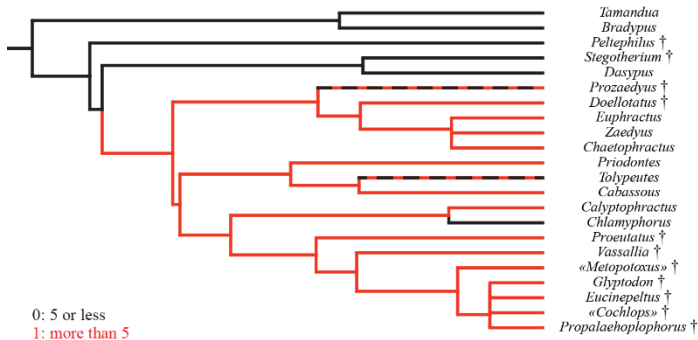 Tamandua
Bradypus
Peltephilus †
Stegotherium †
Dasypus
Prozaedyus †
Doellotatus †
Euphractus
Zaedyus
Chaetophractus
Priodontes
Tolypeutes
Cabassous
Calyptophractus
Chlamyphorus
Proeutatus †
Vassallia †
«Metopotoxus» †
Glyptodon †
Eucinepeltus †
«Cochlops» †
Propalaehoplophorus †
0: 5 or less
1: more than 5